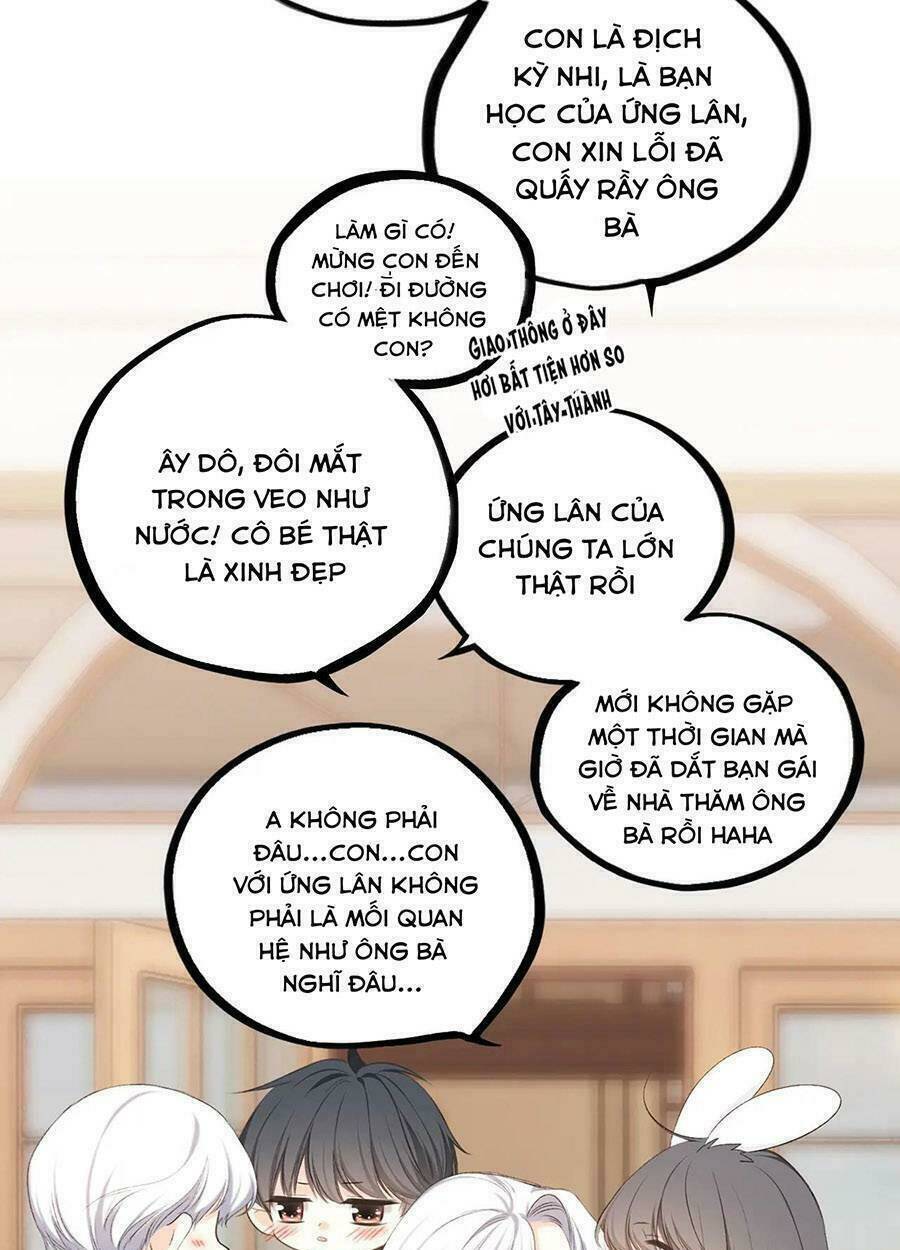 CON LÀ ĐỊCH
KỲ NHI, LÀ BẠN
HỌC CỦA ỨNG LÂN,
CON XIN LỖI ĐÃ
QUẤY RẦY ÔNG
BÀ
LÀM GÌ CÓ!
MỪNG CON ĐẾN
CHƠI! ĐI ĐƯỜNG
CÓ MỆT KHÔNG
CON?
GIAO THÔNG Ở ĐÂY
HƠI BẤT TIỆN HƠN SO
VỚI TÂY THÀNH
ÂY DÔ, ĐÔI MẮT
TRONG VEO NHƯ
NƯỚC! CÔ BÉ THẬT
LÀ XINH ĐẸP
ỨNG LÂN CỦA
CHÚNG TA LỚN
THẬT RỒI
MỚI KHÔNG GẶP
MỘT THỜI GIAN MÀ
GIỜ ĐÃ DẮT BẠN GÁI
VỀ NHÀ THĂM ÔNG
BÀ RỒI HAHA
A KHÔNG PHẢI
ĐÂU...CON...CON
VỚI ỨNG LÂN KHÔNG
PHẢI LÀ MỐI QUAN
HỆ NHƯ ÔNG BÀ
NGHĨ ĐÂU...